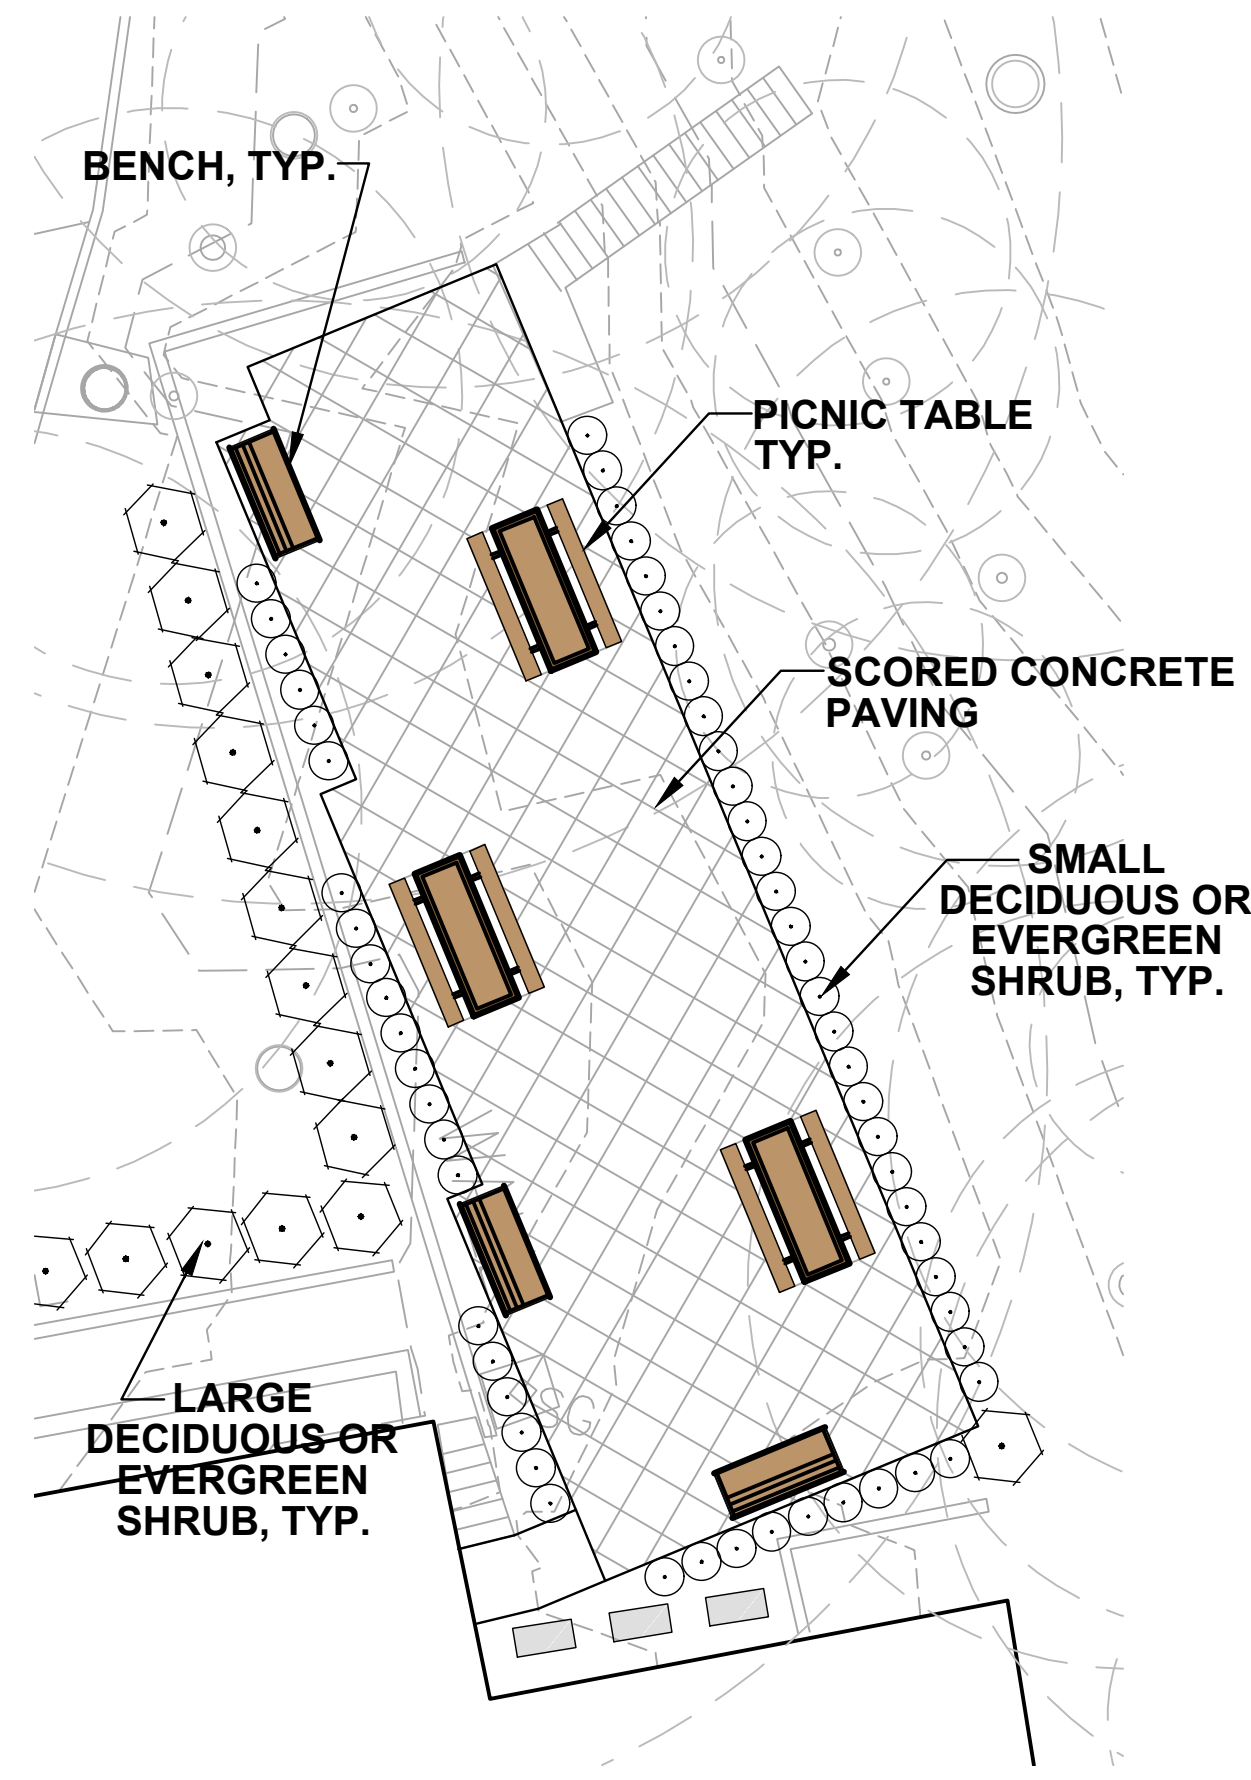 BENCH, TYP.
PICNIC TABLE
TYP.
SCORED CONCRETE
PAVING
SMALL
DECIDUOUS OR
EVERGREEN
SHRUB, TYP.
LARGE
DECIDUOUS OR
EVERGREEN
SHRUB, TYP.
SG